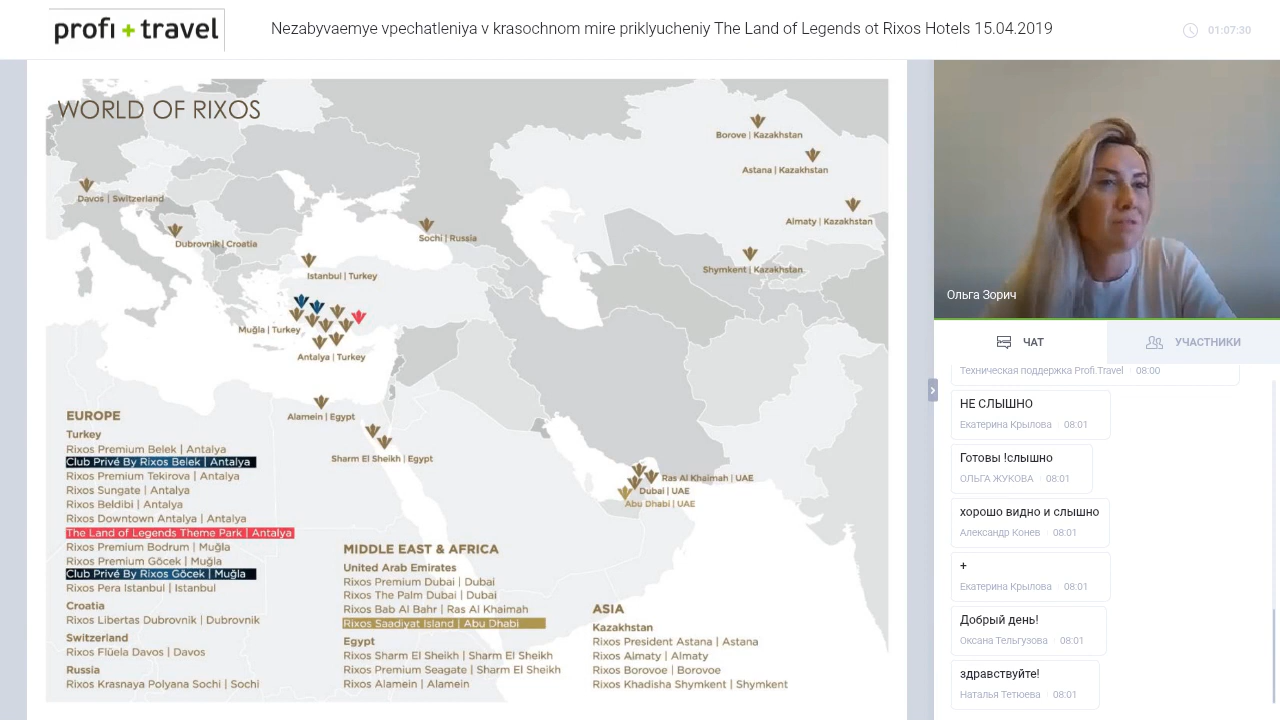 profi + travel
Nezabyvaemye vpechatleniya v krasochnom mire priklyucheniy The Land of Legends ot Rixos Hotels 15.04.2019
01:07:30
WORLD OF RIXOS
Borove | Kazakhstan
Astana | Kazakhstan
Davos | Switzerland
Almaty | Kazakhstan
Sochi | Russia
Dubrovnik | Croatia
Shymkent | Kazakhstan
Istanbul | Turkey
Muğla | Turkey
Antalya | Turkey
Alamein | Egypt
Sharm El Sheikh | Egypt
Ras Al Khaimah | UAE
Dubai | UAE
Abu Dhabi | UAE
EUROPE
Turkey
Rixos Premium Belek | Antalya
Club Privé By Rixos Belek | Antalya
Rixos Premium Tekirova | Antalya
Rixos Sungate | Antalya
Rixos Beldibi | Antalya
Rixos Downtown Antalya | Antalya
The Land of Legends Theme Park | Antalya
Rixos Premium Bodrum | Muğla
Rixos Premium Göcek | Muğla
Club Privé By Rixos Göcek | Muğla
Rixos Pera Istanbul | Istanbul
Croatia
Rixos Libertas Dubrovnik | Dubrovnik
Switzerland
Rixos Flüela Davos | Davos
Russia
Rixos Krasnaya Polyana Sochi | Sochi
MIDDLE EAST & AFRICA
United Arab Emirates
Rixos Premium Dubai | Dubai
Rixos The Palm Dubai | Dubai
Rixos Bab Al Bahr | Ras Al Khaimah
Rixos Saadiyat Island | Abu Dhabi
Egypt
Rixos Sharm El Sheikh | Sharm El Sheikh
Rixos Premium Seagate | Sharm El Sheikh
Rixos Alamein | Alamein
ASIA
Kazakhstan
Rixos President Astana | Astana
Rixos Almaty | Almaty
Rixos Borovoe | Borovoe
Rixos Khadisha Shymkent | Shymkent
Ольга Зорич
ЧАТ
УЧАСТНИКИ
Техническая поддержка Profi.Travel 08:00
НЕ СЛЫШНО
Екатерина Крылова 08:01
Готовы !слышно
ОЛЬГА ЖУКОВА 08:01
хорошо видно и слышно
Александр Конев 08:01
+
Екатерина Крылова 08:01
Добрый день!
Оксана Тельгузова 08:01
здравствуйте!
Наталья Тетюева 08:01